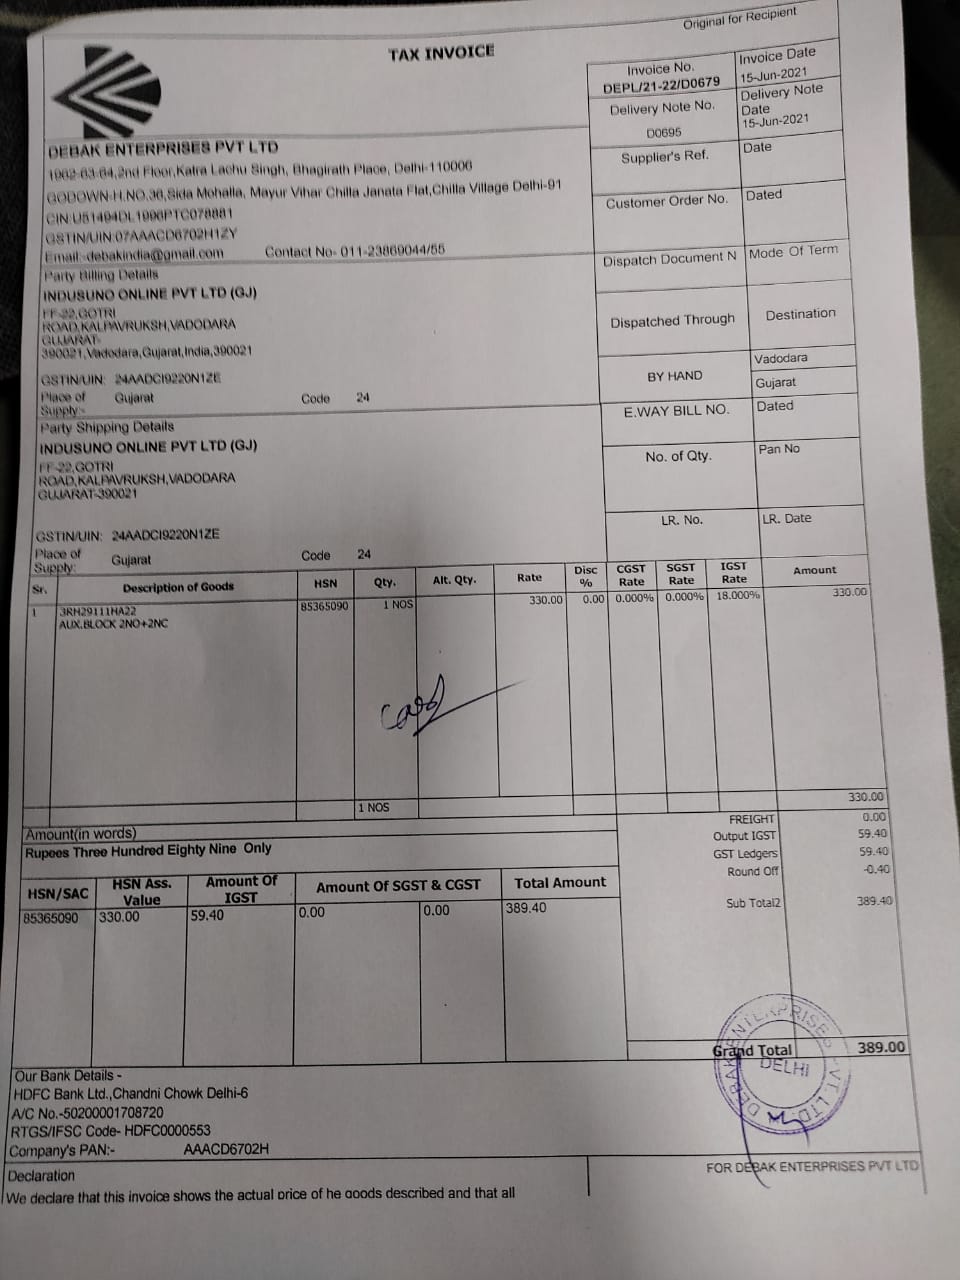 Original for Recipient
TAX INVOICE
Invoice No.
DEPL/21-22/D0679
Invoice Date
15-Jun-2021
Delivery Note No.
D0695
Delivery Note
Date
15-Jun-2021
Supplier's Ref.
Date
Customer Order No.
Dated
Dispatch Document N
Mode Of Term
Dispatched Through
Destination
BY HAND
Vadodara
Gujarat
E.WAY BILL NO.
Dated
No. of Qty.
Pan No
LR. No.
LR. Date
DEBAK ENTERPRISES PVT LTD
1962-63-64,2nd Floor,Katra Lachu Singh, Bhagirath Place, Delhi-110006
GODOWN-H.NO.36,Sida Mohalla, Mayur Vihar Chilla Janata Flat,Chilla Village Delhi-91
CIN:U51494DL1996PTC078881
GSTIN/UIN:07AAACD6702H1ZY
Email:-debakindia@gmail.com Contact No- 011-23869044/55
Party Billing Details
INDUSUNO ONLINE PVT LTD (GJ)
FF-22,GOTRI
ROAD,KALPAVRUKSH,VADODARA
GUJARAT-
390021,Vadodara,Gujarat,India,390021
GSTIN/UIN: 24AADCI9220N1ZE
Place of
Supply:- Gujarat Code 24
Party Shipping Details
INDUSUNO ONLINE PVT LTD (GJ)
FF-22,GOTRI
ROAD,KALPAVRUKSH,VADODARA
GUJARAT-390021
GSTIN/UIN: 24AADCI9220N1ZE
Place of
Supply: Gujarat Code 24
Sr. Description of Goods HSN Qty. Alt. Qty. Rate Disc % CGST Rate SGST Rate IGST Rate Amount
1 3RH29111HA22 85365090 1 NOS 330.00 0.00 0.000% 0.000% 18.000% 330.00
AUX.BLOCK 2NO+2NC
1 NOS 330.00
FREIGHT 0.00
Output IGST 59.40
GST Ledgers 59.40
Round Off -0.40
Sub Total2 389.40
Amount(in words)
Rupees Three Hundred Eighty Nine Only
HSN/SAC HSN Ass. Value Amount Of IGST Amount Of SGST & CGST Total Amount
85365090 330.00 59.40 0.00 0.00 389.40
Grand Total 389.00
DEBAK ENTERPRISES PVT. LTD.
DELHI
Our Bank Details -
HDFC Bank Ltd.,Chandni Chowk Delhi-6
A/C No.-50200001708720
RTGS/IFSC Code- HDFC0000553
Company's PAN:- AAACD6702H
Declaration
FOR DEBAK ENTERPRISES PVT LTD
We declare that this invoice shows the actual price of he goods described and that all